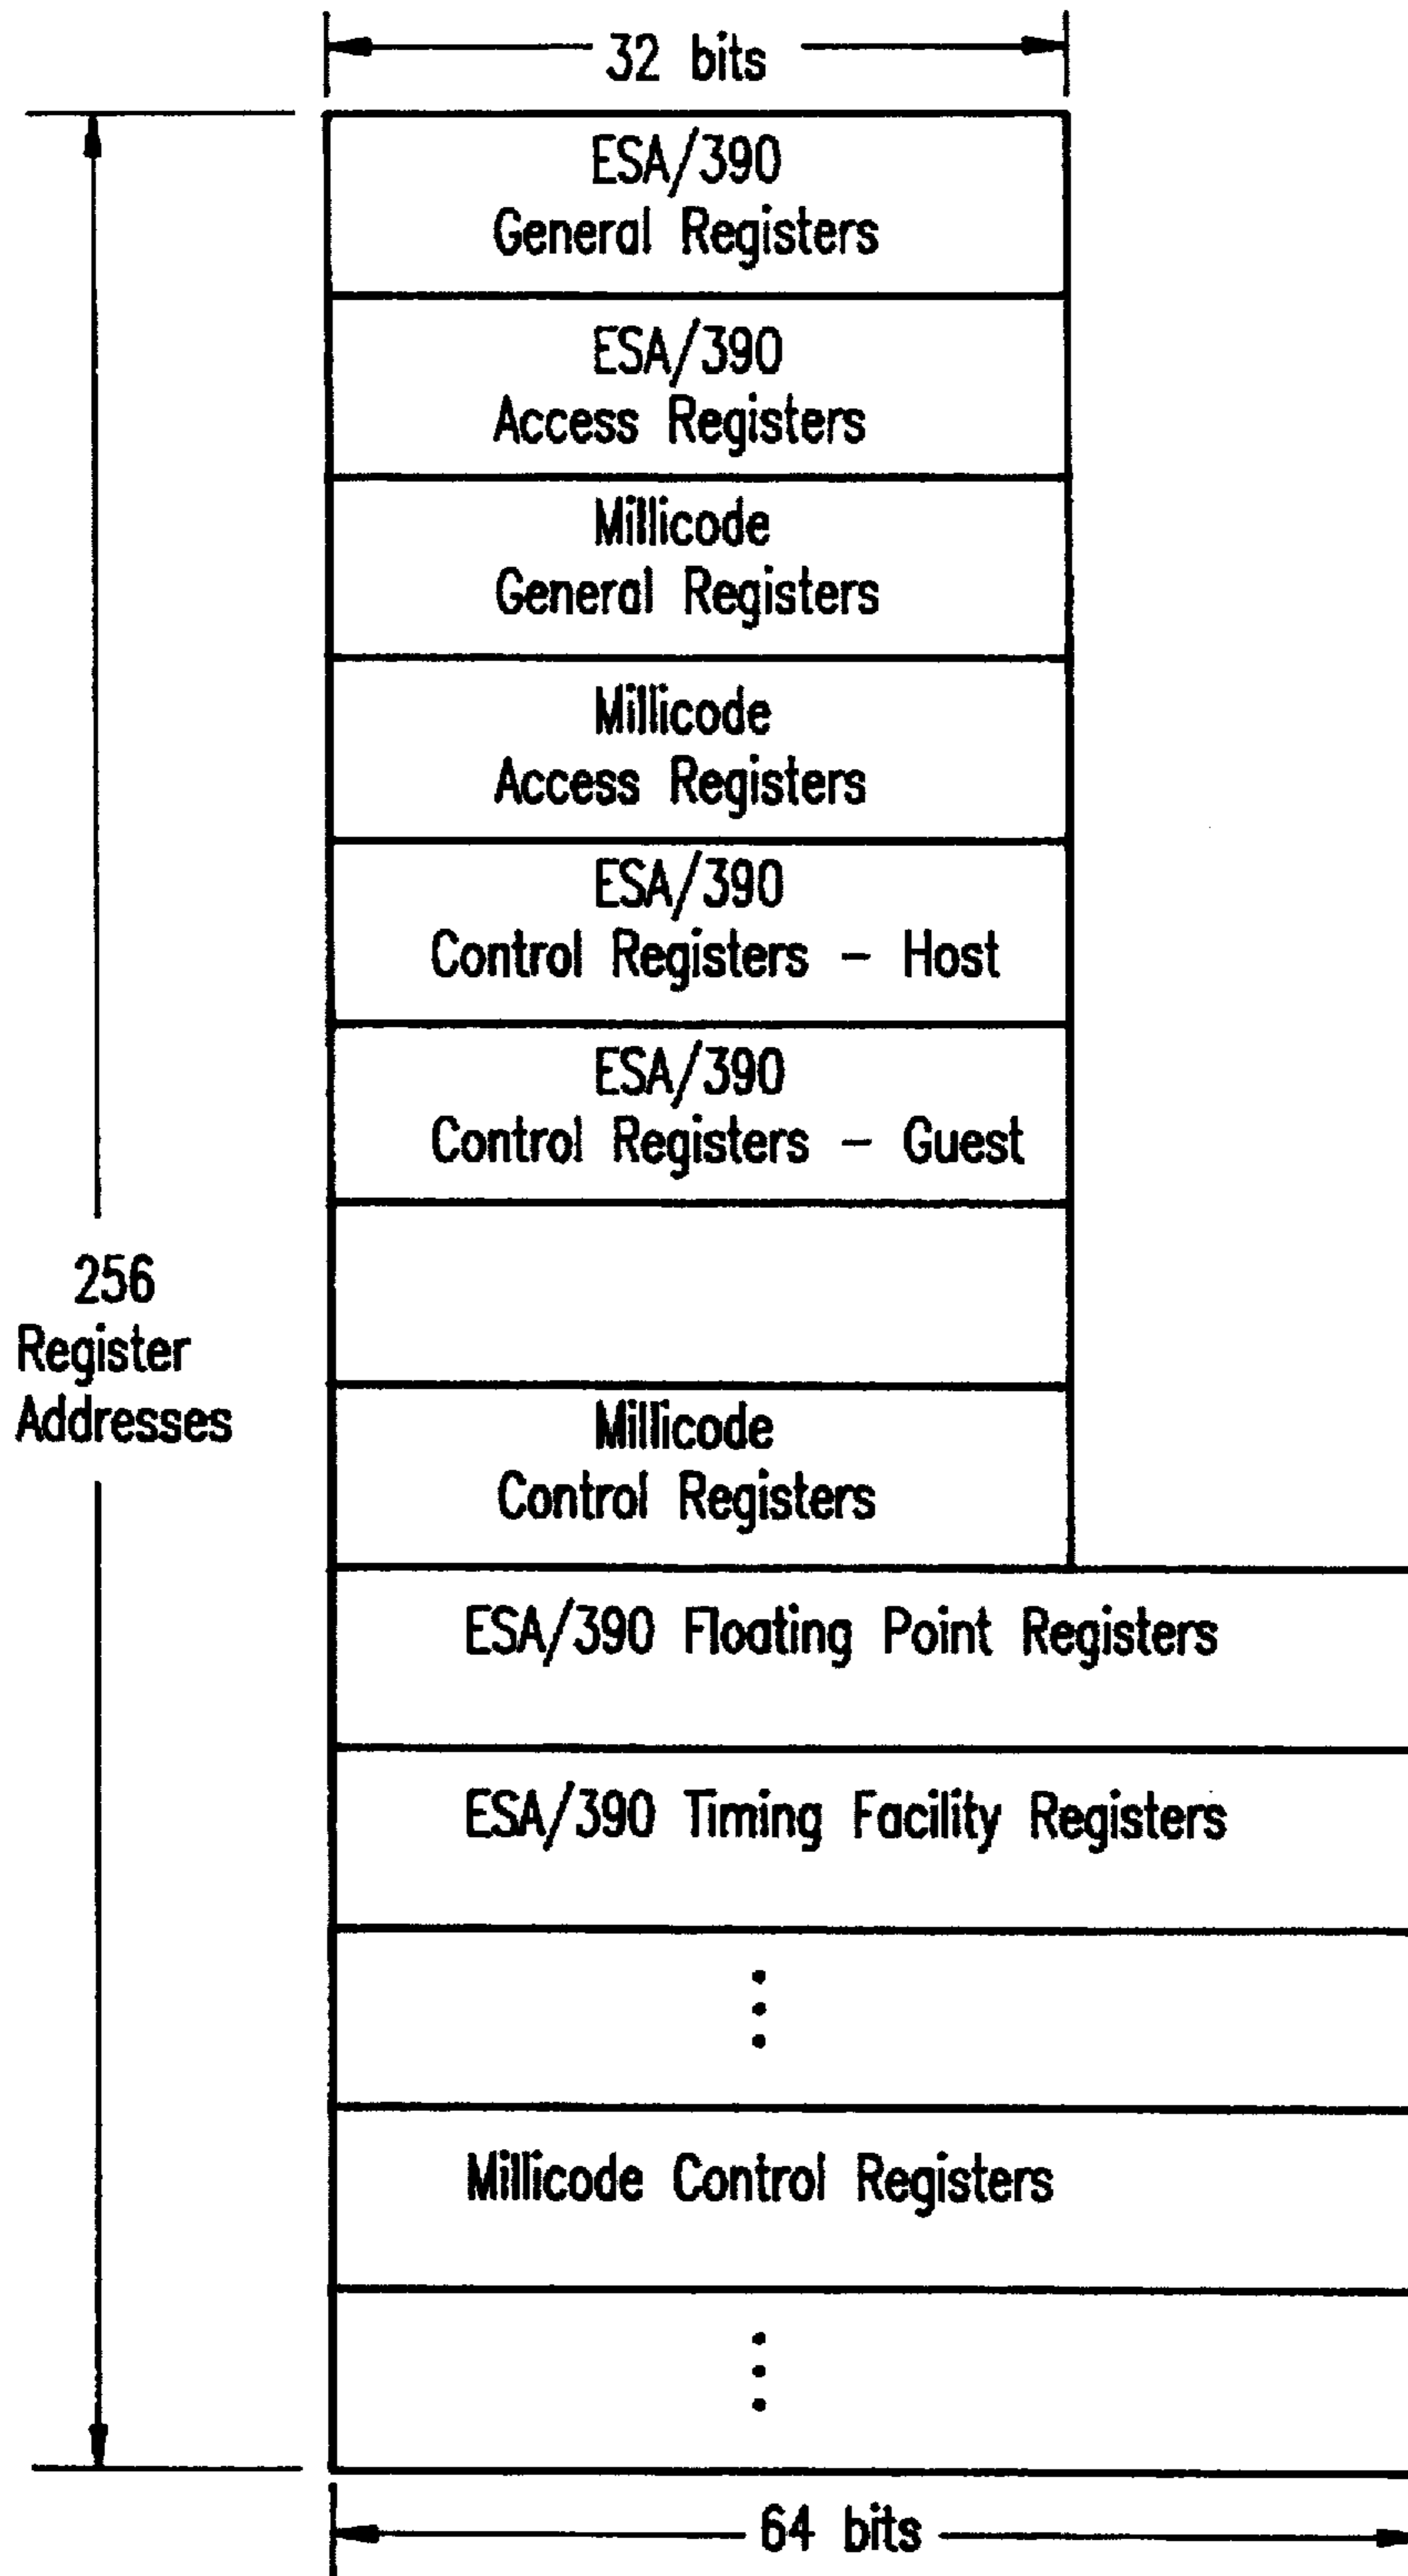 32 bits
ESA/390
General Registers
ESA/390
Access Registers
Millicode
General Registers
Millicode
Access Registers
ESA/390
Control Registers - Host
ESA/390
Control Registers - Guest
256
Register
Addresses
Millicode
Control Registers
ESA/390 Floating Point Registers
ESA/390 Timing Facility Registers
Millicode Control Registers
64 bits